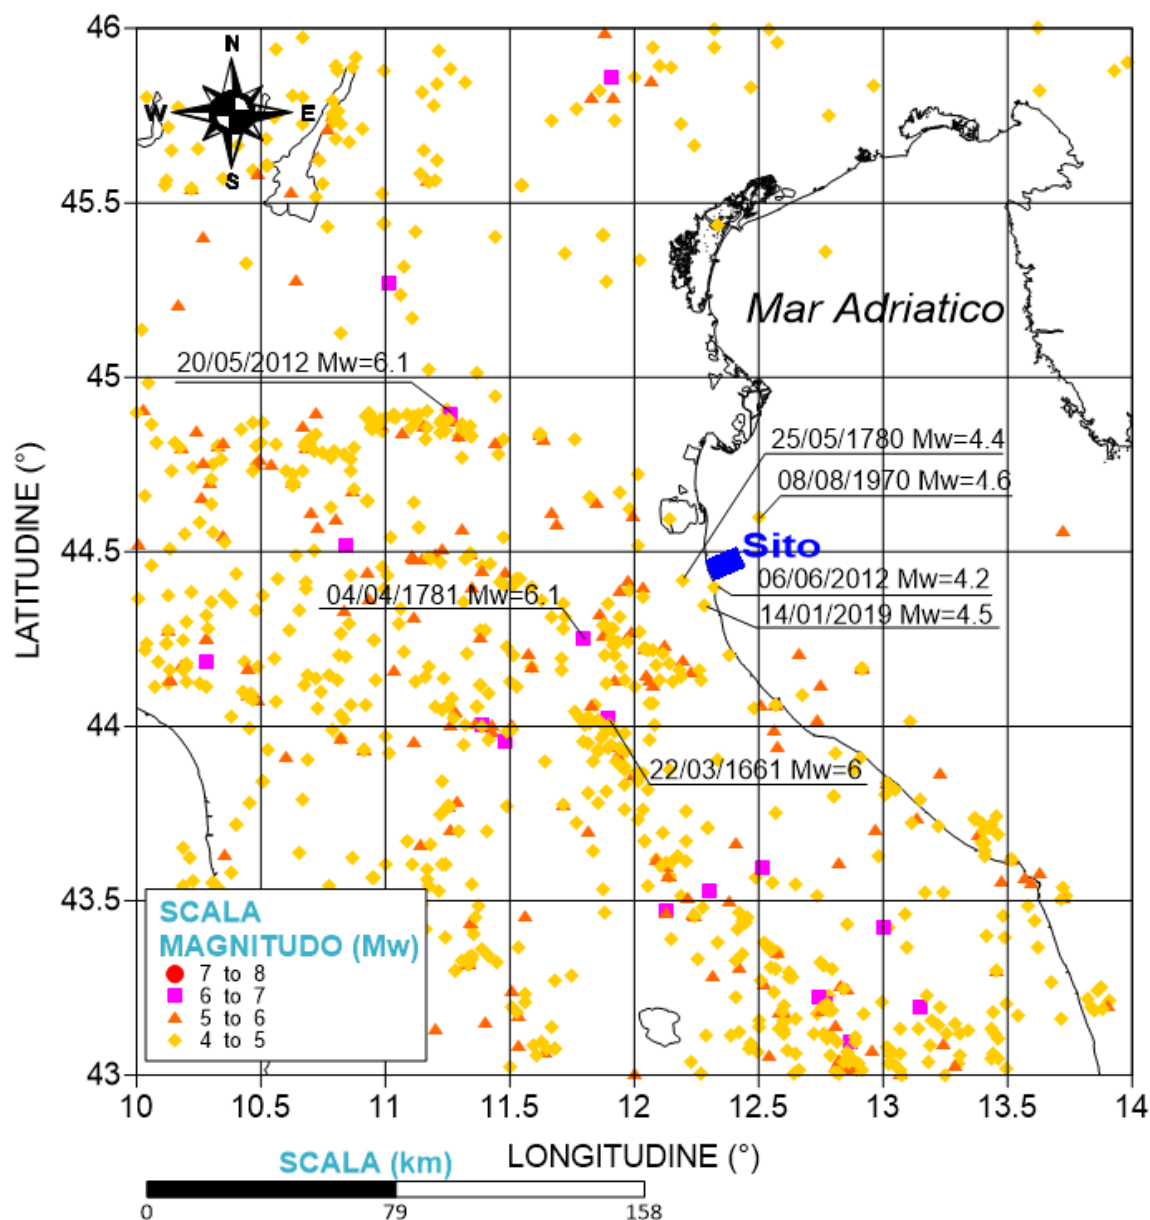 46
N
W E
S
45.5
Mar Adriatico
20/05/2012 Mw=6.1
45
25/05/1780 Mw=4.4
08/08/1970 Mw=4.6
LATITUDINE (°)
44.5
Sito
06/06/2012 Mw=4.2
04/04/1781 Mw=6.1
14/01/2019 Mw=4.5
44
22/03/1661 Mw=6
43.5
SCALA
MAGNITUDO (Mw)
7 to 8
6 to 7
5 to 6
4 to 5
43
10 10.5 11 11.5 12 12.5 13 13.5 14
LONGITUDINE (°)
SCALA (km)
0 79 158